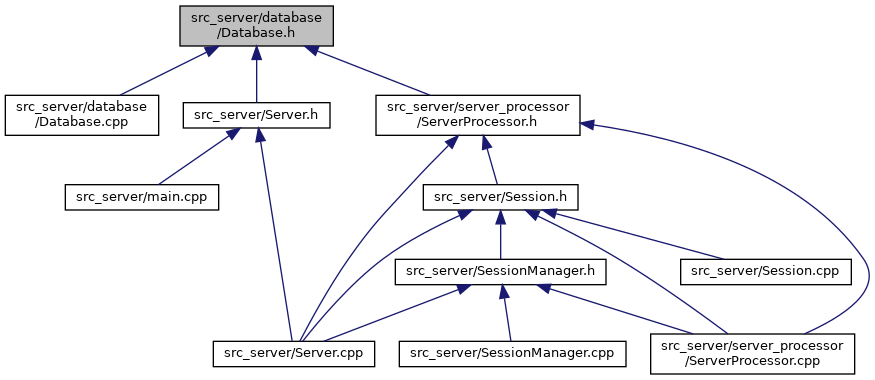 src_server/database
/Database.h
src_server/database
/Database.cpp
src_server/Server.h
src_server/server_processor
/ServerProcessor.h
src_server/main.cpp
src_server/Session.h
src_server/SessionManager.h
src_server/Session.cpp
src_server/Server.cpp
src_server/SessionManager.cpp
src_server/server_processor
/ServerProcessor.cpp